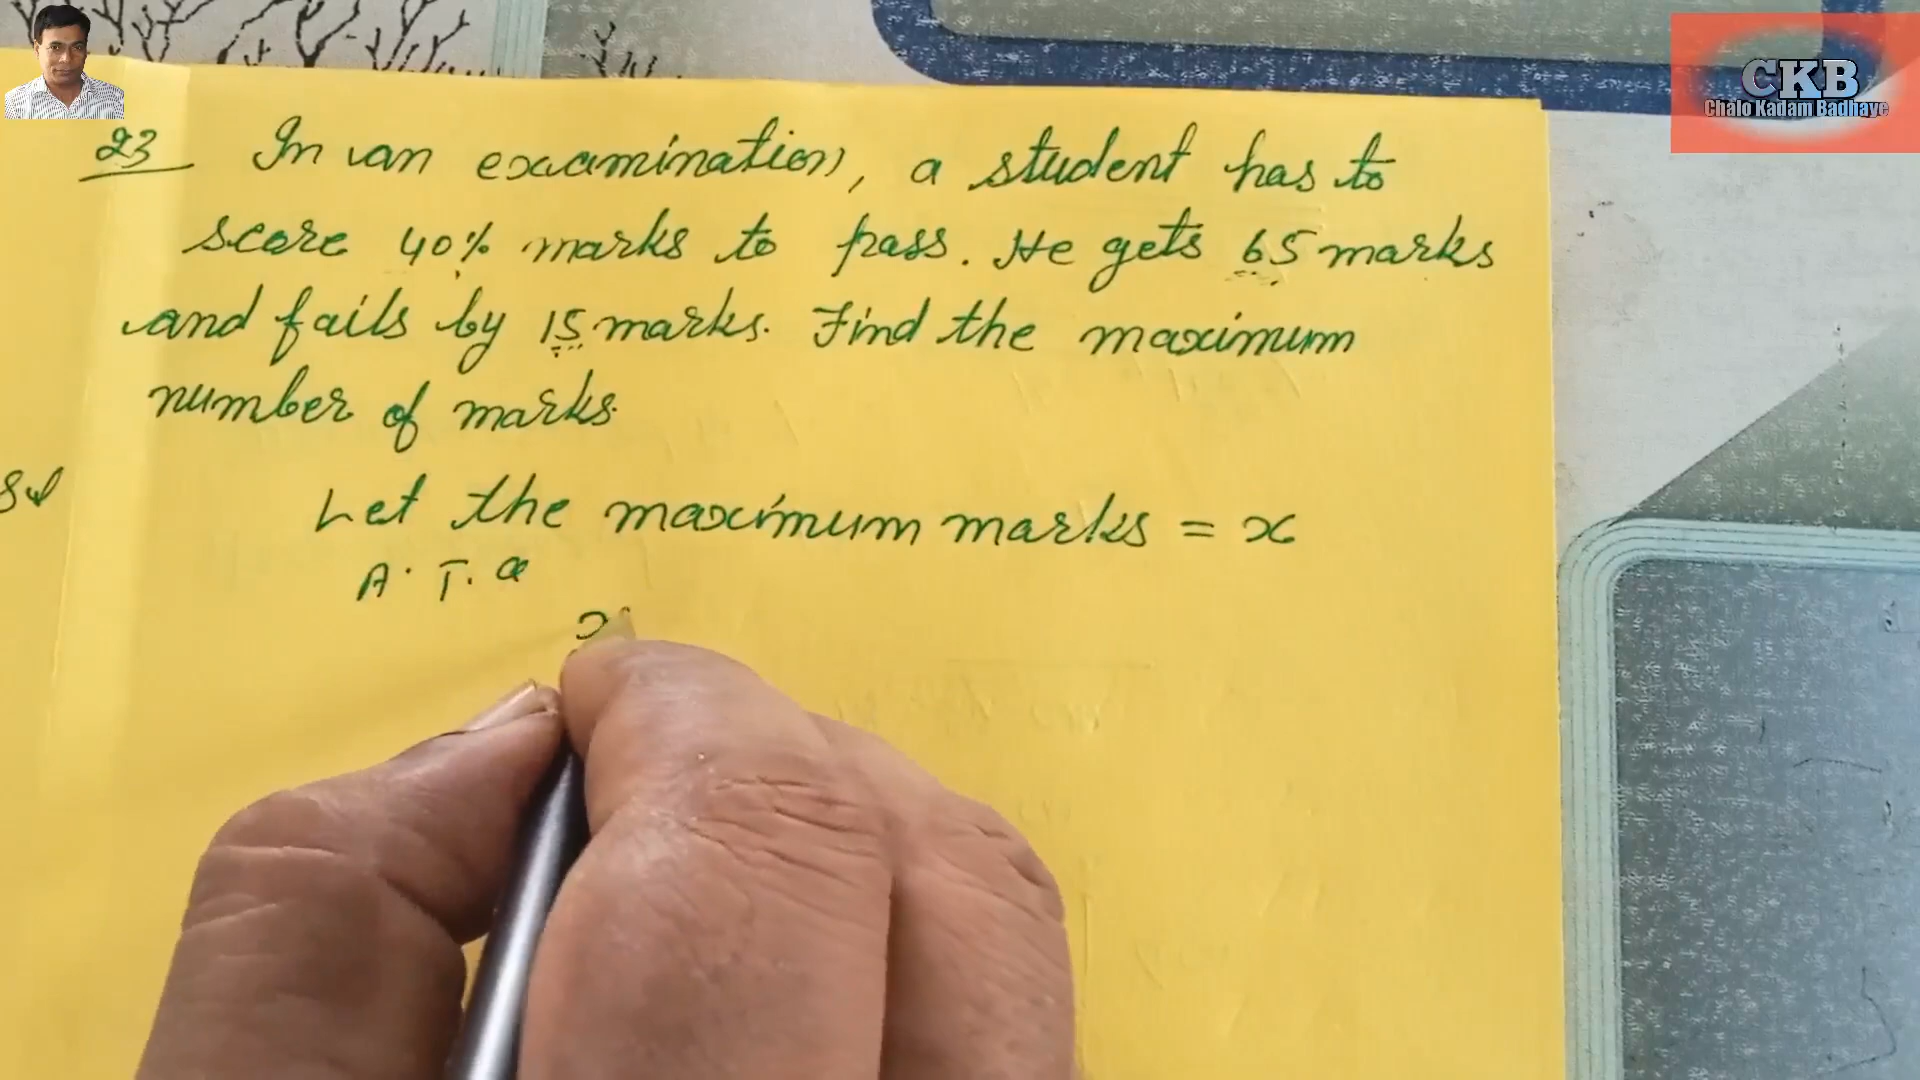 CKB
Chalo Kadam Badhaye
23 In an examination, a student has to
score 40% marks to pass. He gets 65 marks
and fails by 15 marks. Find the maximum
number of marks.
Sol
Let the maximum marks = x
A. T. Q
x